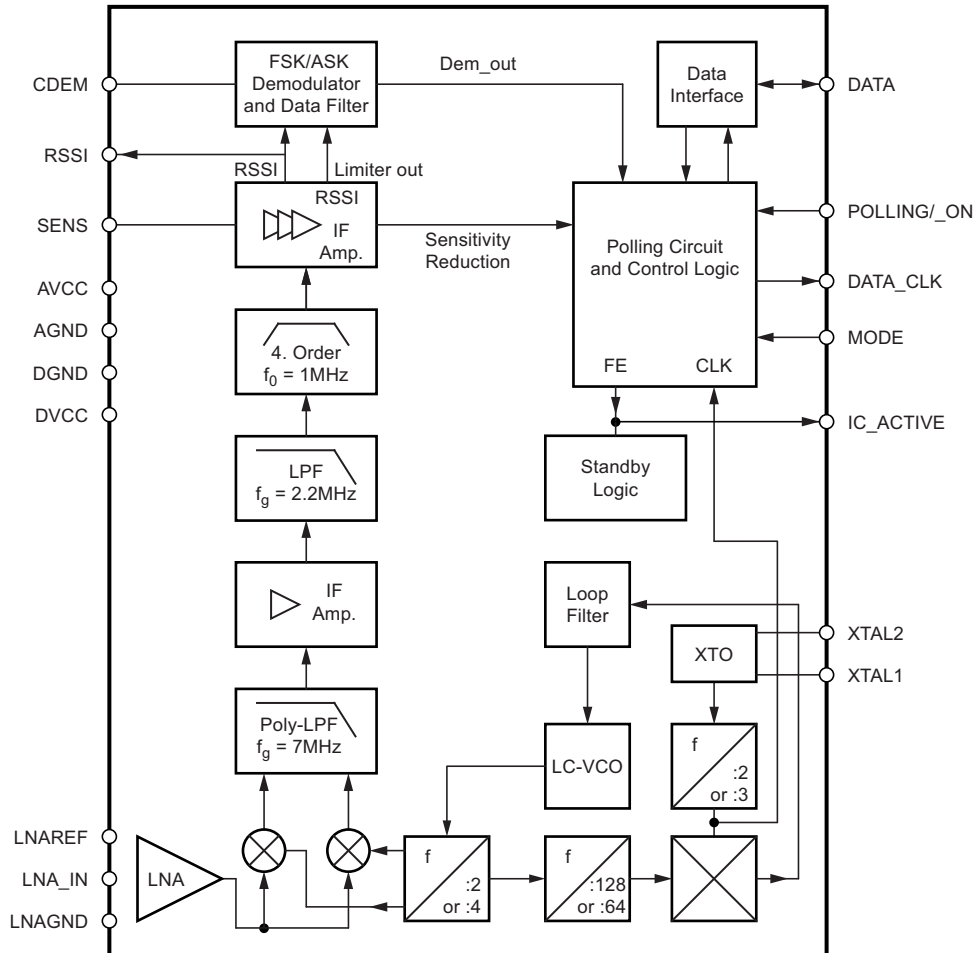 CDEM
RSSI
SENS
AVCC
AGND
DGND
DVCC
LNAREF
LNA_IN
LNAGND
FSK/ASK
Demodulator
and Data Filter
Dem_out
RSSI
Limiter out
RSSI
IF
Amp.
Sensitivity
Reduction
4. Order
f0 = 1MHz
LPF
fg = 2.2MHz
IF
Amp.
Poly-LPF
fg = 7MHz
LNA
Data
Interface
Polling Circuit
and Control Logic
FE
CLK
Standby
Logic
Loop
Filter
XTO
LC-VCO
f
:2
or :3
f
:2
or :4
f
:128
or :64
DATA
POLLING/_ON
DATA_CLK
MODE
IC_ACTIVE
XTAL2
XTAL1